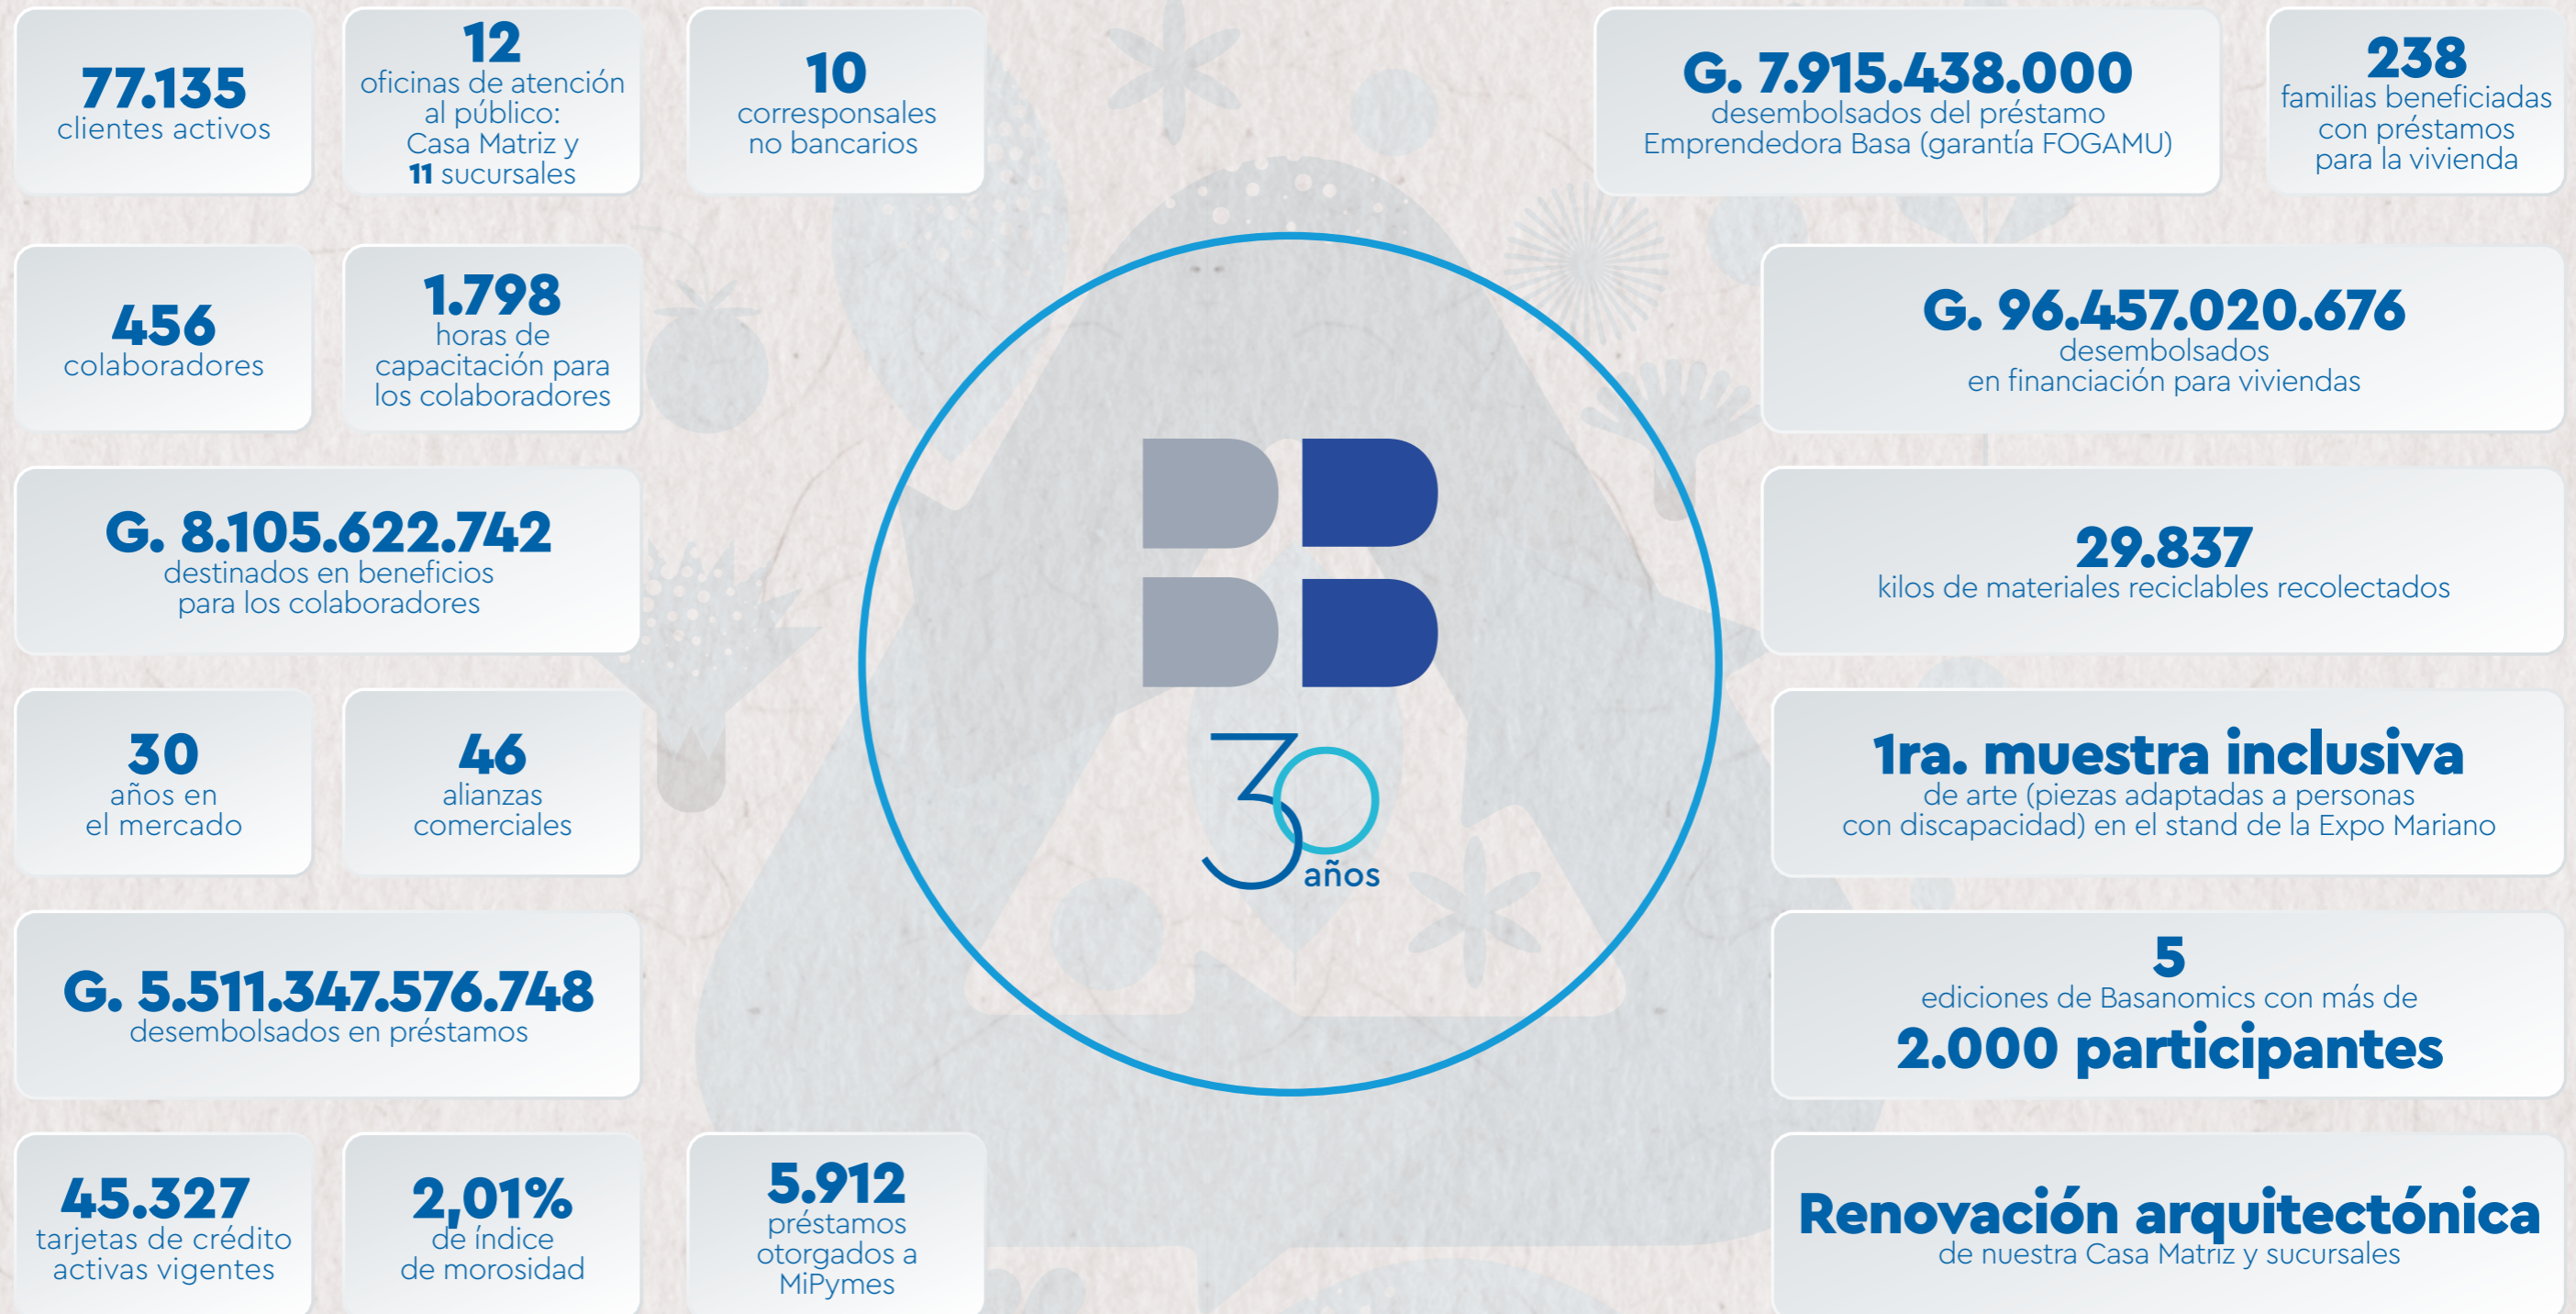 77.135
clientes activos
12
oficinas de atención
al público:
Casa Matriz y
11 sucursales
10
corresponsales
no bancarios
G. 7.915.438.000
desembolsados del préstamo
Emprendedora Basa (garantía FOGAMU)
238
familias beneficiadas
con préstamos
para la vivienda
456
colaboradores
1.798
horas de
capacitación para
los colaboradores
G. 96.457.020.676
desembolsados
en financiación para viviendas
G. 8.105.622.742
destinados en beneficios
para los colaboradores
29.837
kilos de materiales reciclables recolectados
30
años en
el mercado
46
alianzas
comerciales
30
años
1ra. muestra inclusiva
de arte (piezas adaptadas a personas
con discapacidad) en el stand de la Expo Mariano
G. 5.511.347.576.748
desembolsados en préstamos
5
ediciones de Basanomics con más de
2.000 participantes
45.327
tarjetas de crédito
activas vigentes
2,01%
de índice
de morosidad
5.912
préstamos
otorgados a
MiPymes
Renovación arquitectónica
de nuestra Casa Matriz y sucursales